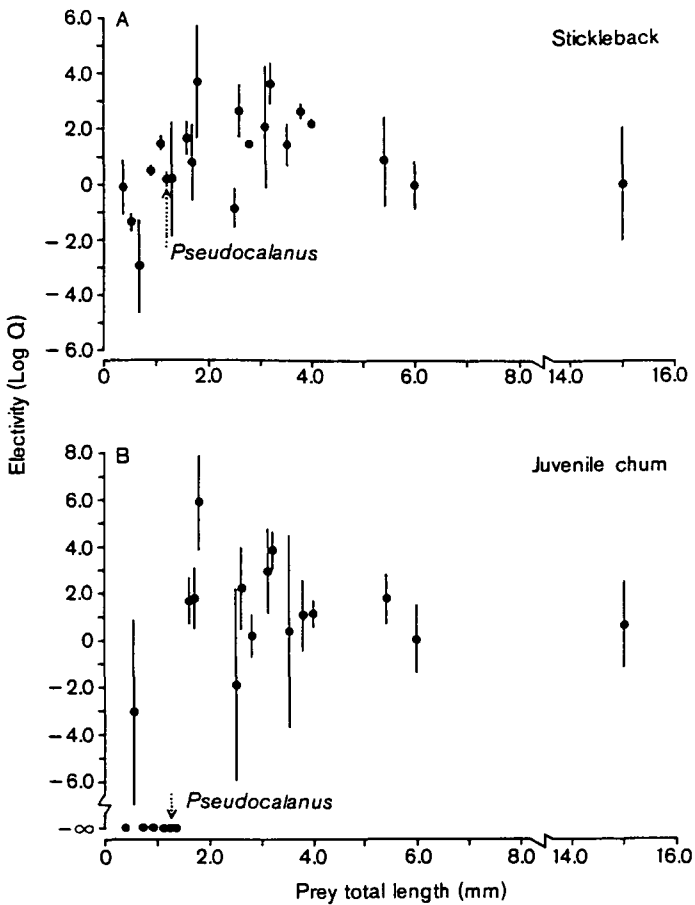 A
Stickleback
6.0
4.0
2.0
0
−2.0
−4.0
−6.0
Pseudocalanus
0 2.0 4.0 6.0 8.0 14.0 16.0
Electivity (Log Q)
B
Juvenile chum
8.0
6.0
4.0
2.0
0
−2.0
−4.0
−6.0
−∞
Pseudocalanus
0 2.0 4.0 6.0 8.0 14.0 16.0
Prey total length (mm)